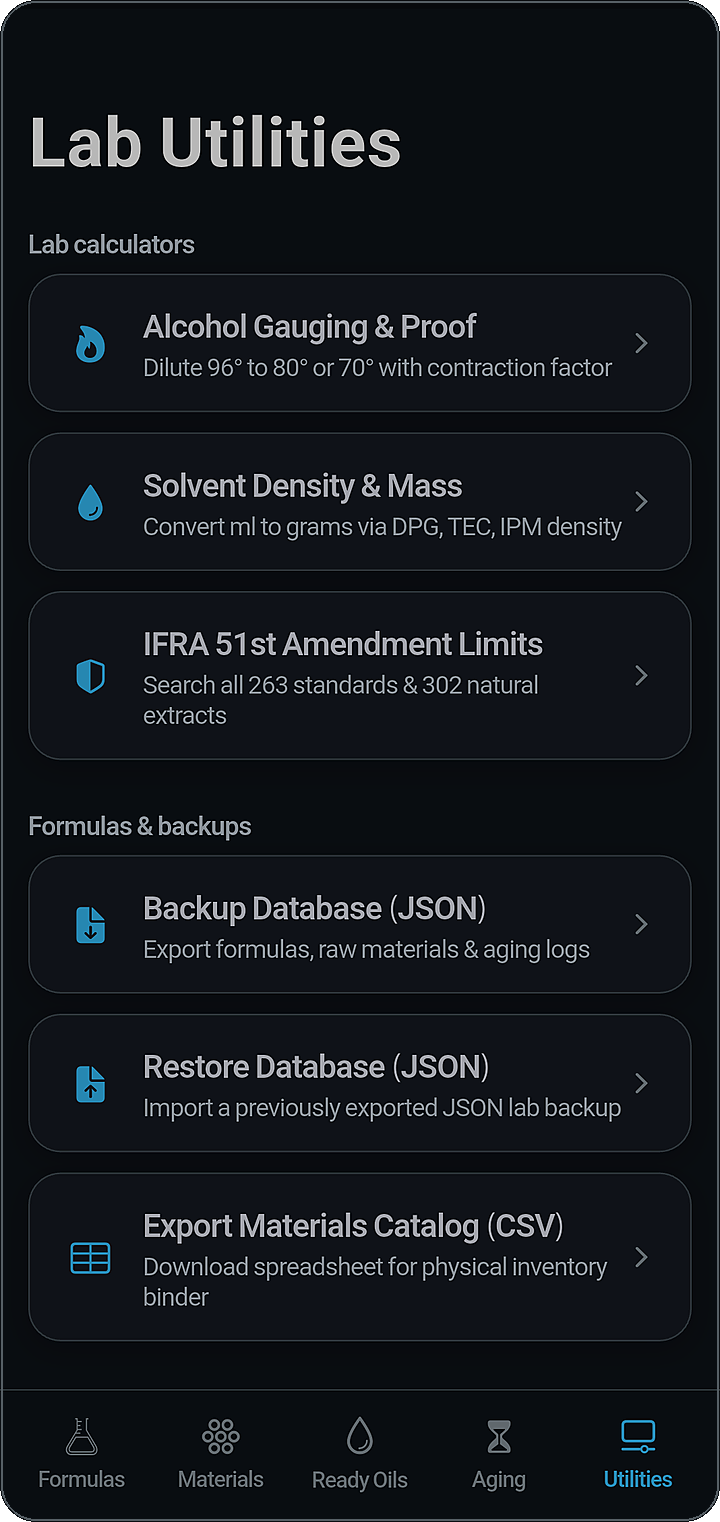 Lab Utilities
Lab calculators
Alcohol Gauging & Proof
Dilute 96° to 80° or 70° with contraction factor
Solvent Density & Mass
Convert ml to grams via DPG, TEC, IPM density
IFRA 51st Amendment Limits
Search all 263 standards & 302 natural
extracts
Formulas & backups
Backup Database (JSON)
Export formulas, raw materials & aging logs
Restore Database (JSON)
Import a previously exported JSON lab backup
Export Materials Catalog (CSV)
Download spreadsheet for physical inventory
binder
Formulas
Materials
Ready Oils
Aging
Utilities